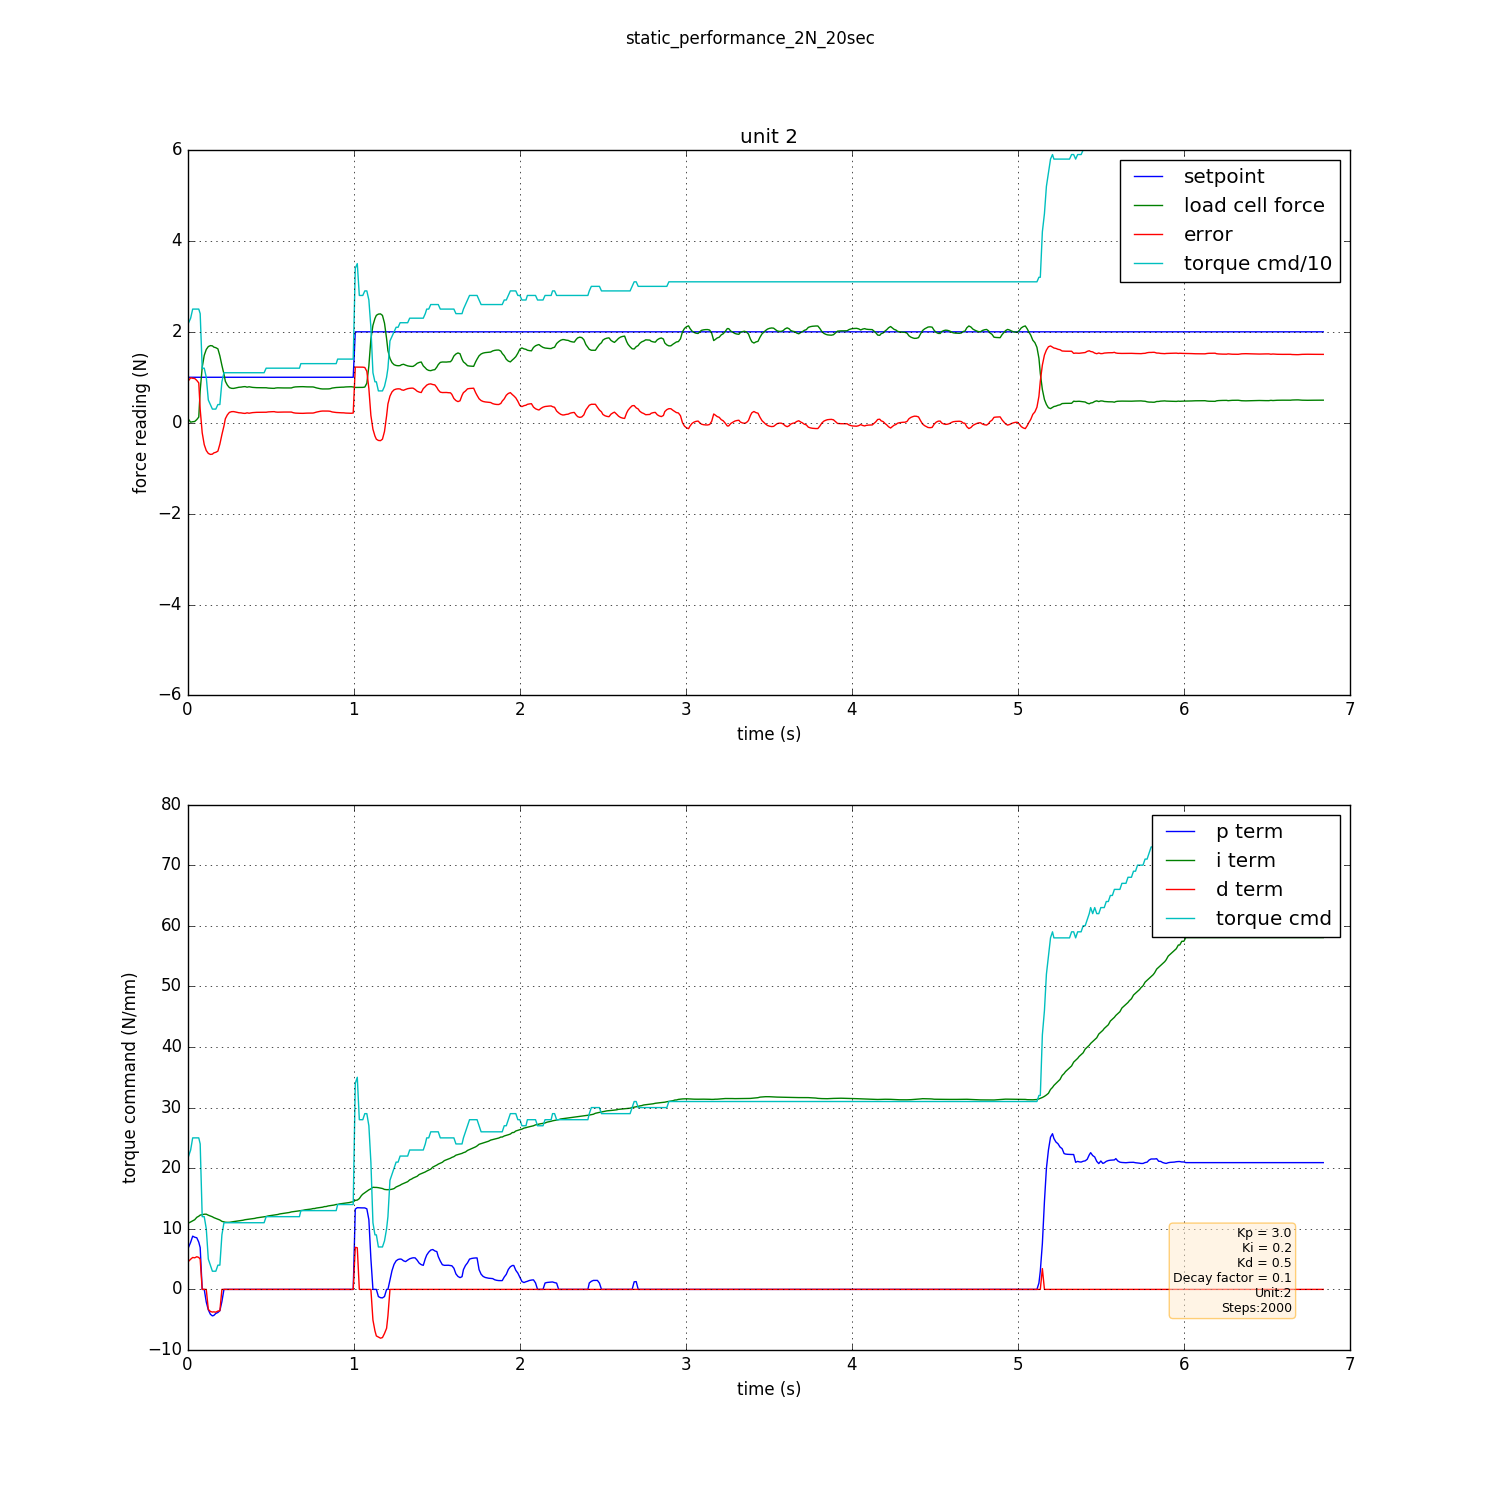 static_performance_2N_20sec
unit 2
6
4
2
0
−2
−4
−6
force reading (N)
setpoint
load cell force
error
torque cmd/10
0 1 2 3 4 5 6 7
time (s)
80
70
60
50
40
30
20
10
0
−10
torque command (N/mm)
p term
i term
d term
torque cmd
Kp = 3.0
Ki = 0.2
Kd = 0.5
Decay factor = 0.1
Unit:2
Steps:2000
0 1 2 3 4 5 6 7
time (s)